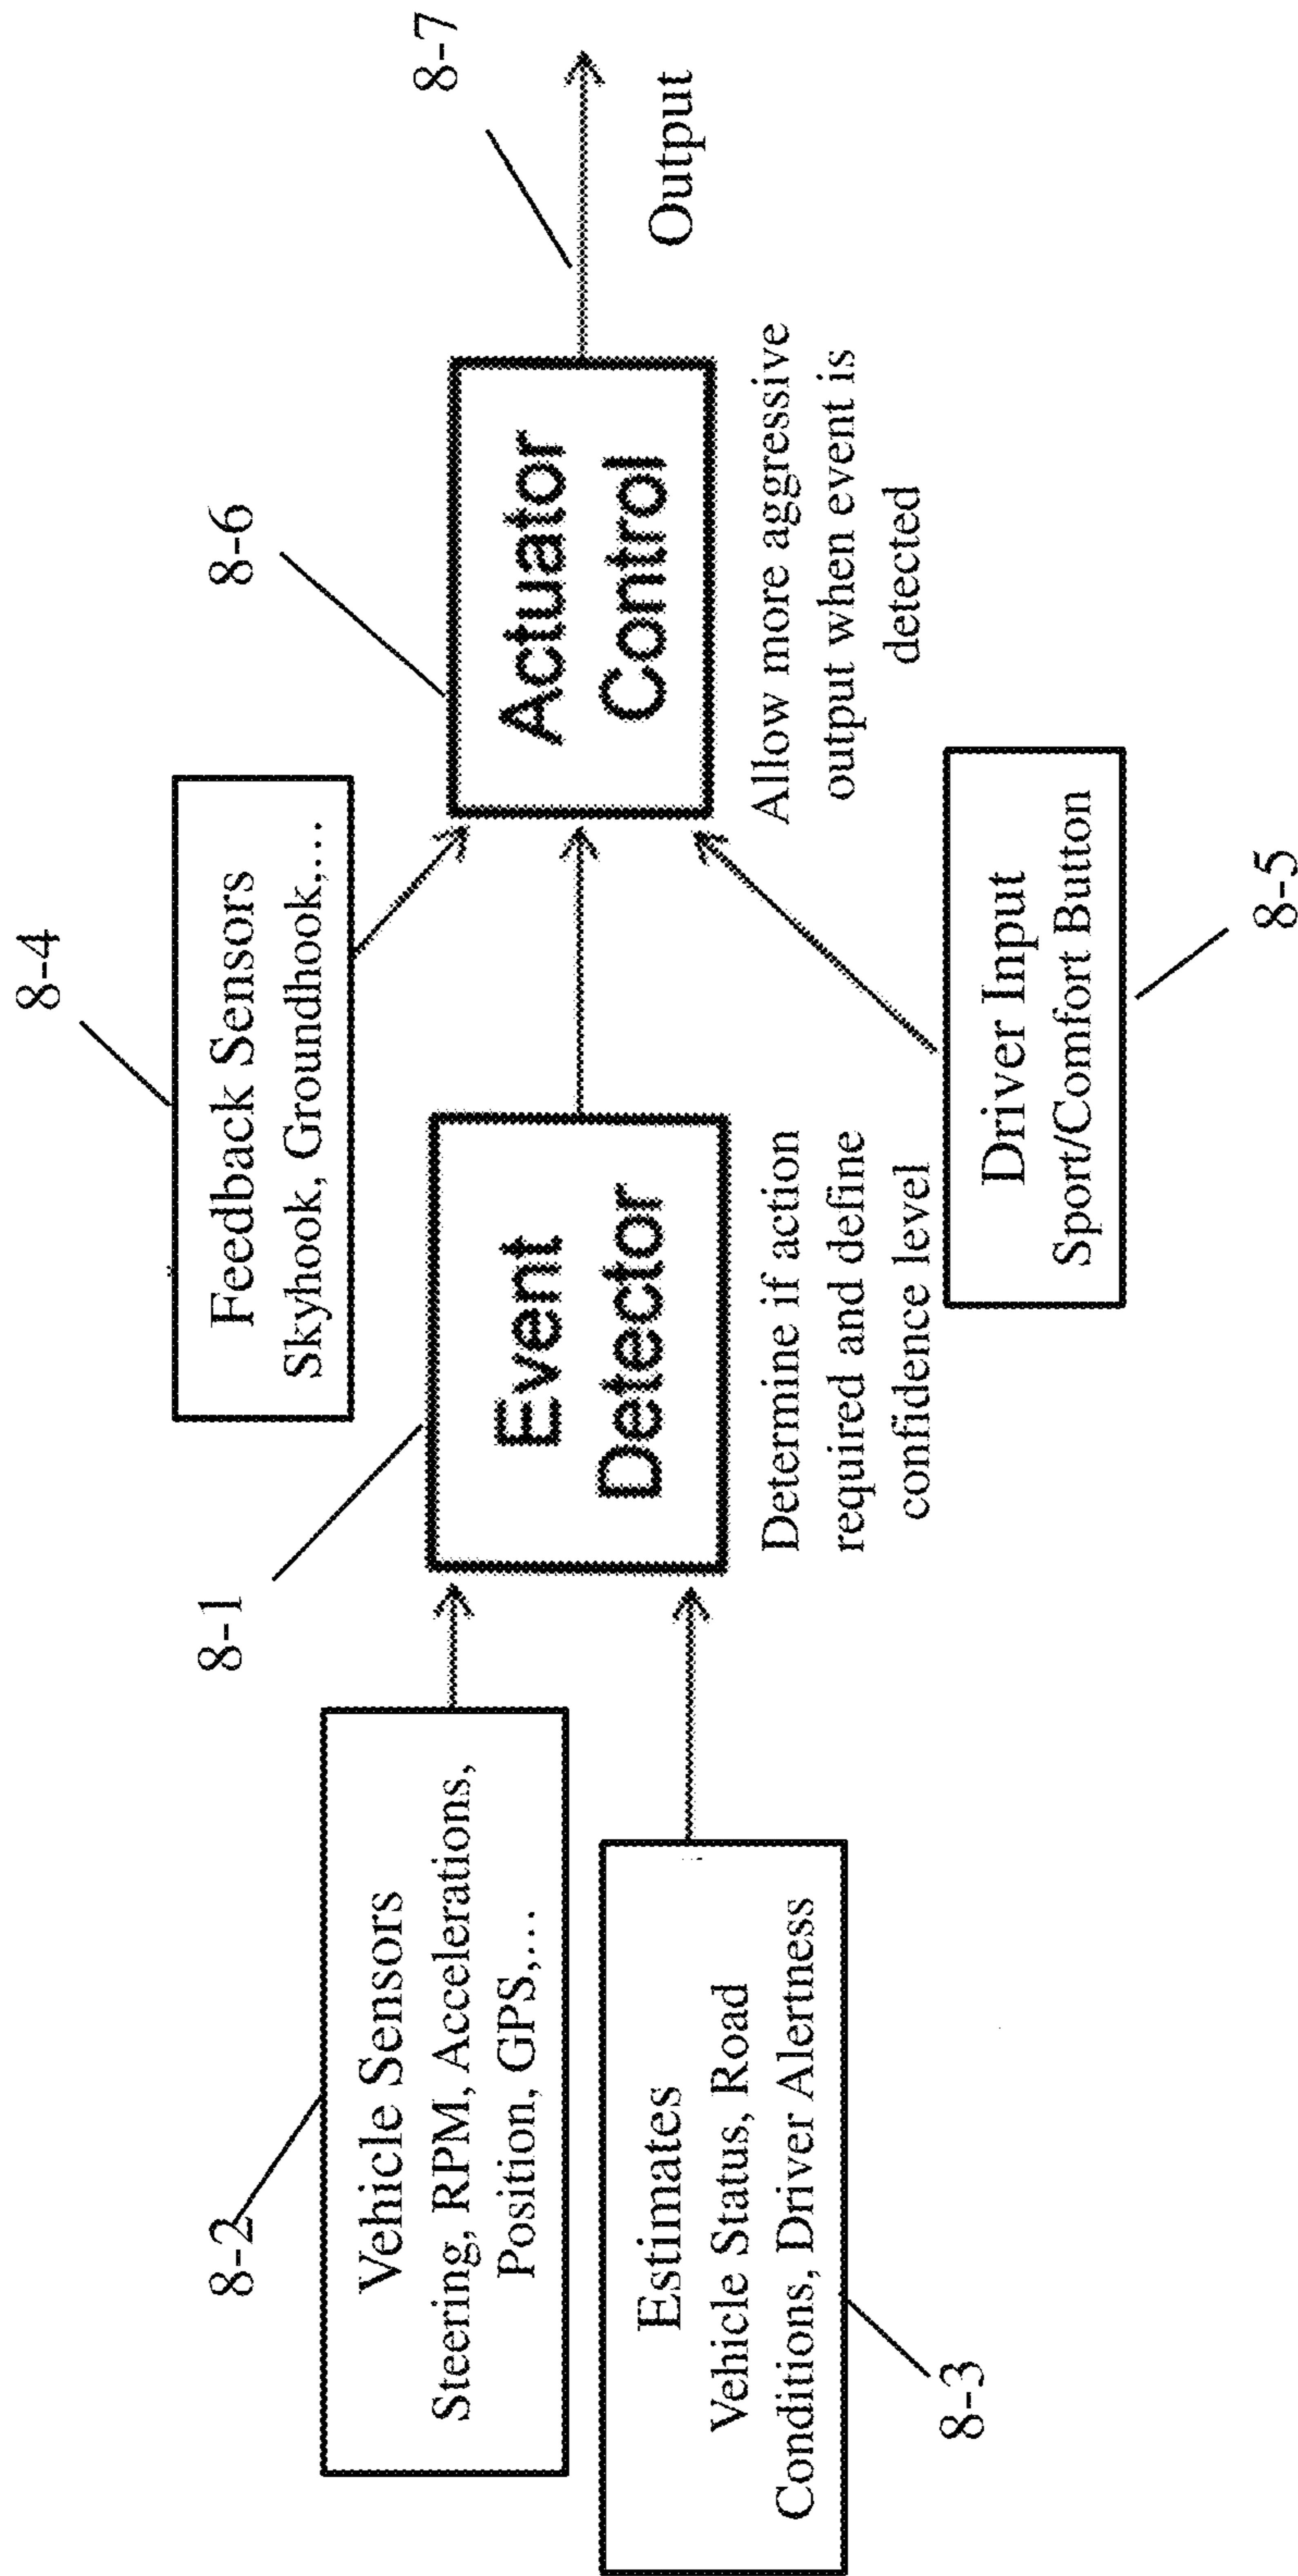 8-2
Vehicle Sensors
Steering, RPM, Accelerations,
Position, GPS,...
Estimates
Vehicle Status, Road
Conditions, Driver Alertness
8-3
8-1
Event
Detector
Determine if action
required and define
confidence level
8-4
Feedback Sensors
Skyhook, Groundhook,...
Driver Input
Sport/Comfort Button
8-5
8-6
Actuator
Control
Allow more aggressive
output when event is
detected
8-7
Output